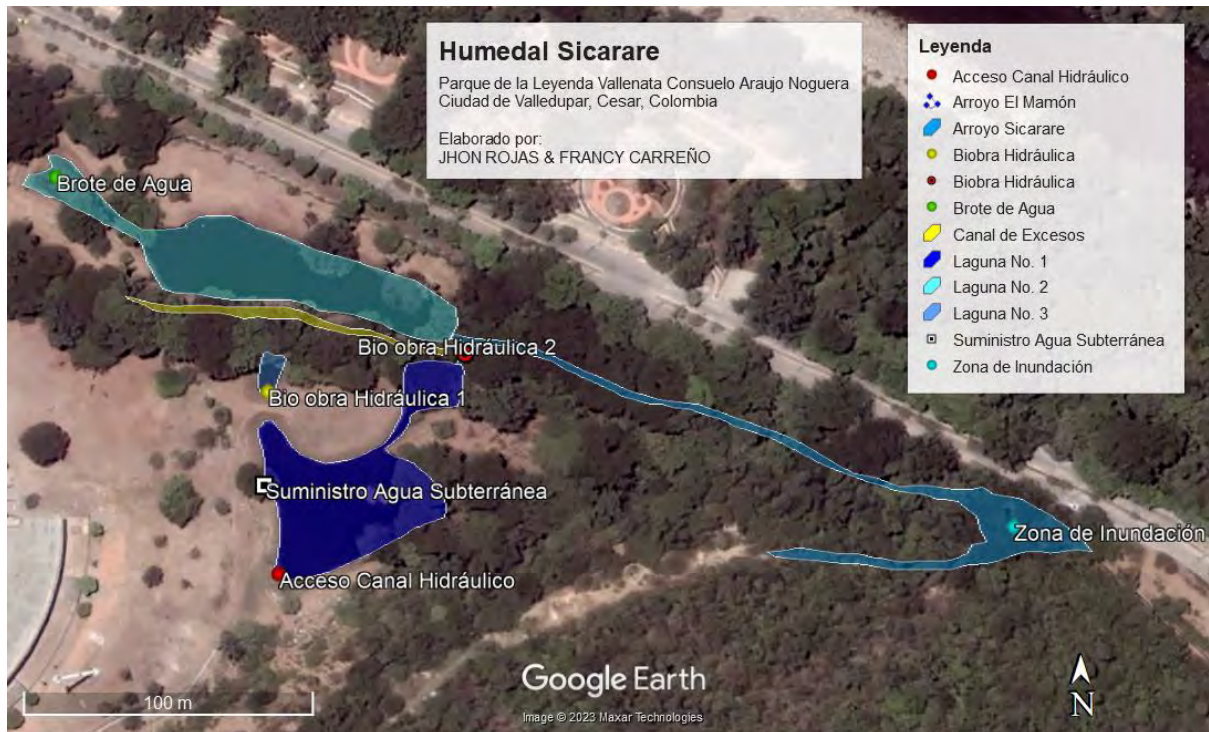 Humedal Sicarare
Parque de la Leyenda Vallenata Consuelo Araujo Noguera
Ciudad de Valledupar, Cesar, Colombia
Elaborado por:
JHON ROJAS & FRANCY CARREÑO
Leyenda
Acceso Canal Hidráulico
Arroyo El Mamón
Arroyo Sicarare
Biobra Hidráulica
Biobra Hidráulica
Brote de Agua
Canal de Excesos
Laguna No. 1
Laguna No. 2
Laguna No. 3
Suministro Agua Subterránea
Zona de Inundación
Brote de Agua
Bio obra Hidráulica 2
Bio obra Hidráulica 1
Suministro Agua Subterránea
Zona de Inundación
Acceso Canal Hidráulico
Google Earth
Image © 2023 Maxar Technologies
100 m
N